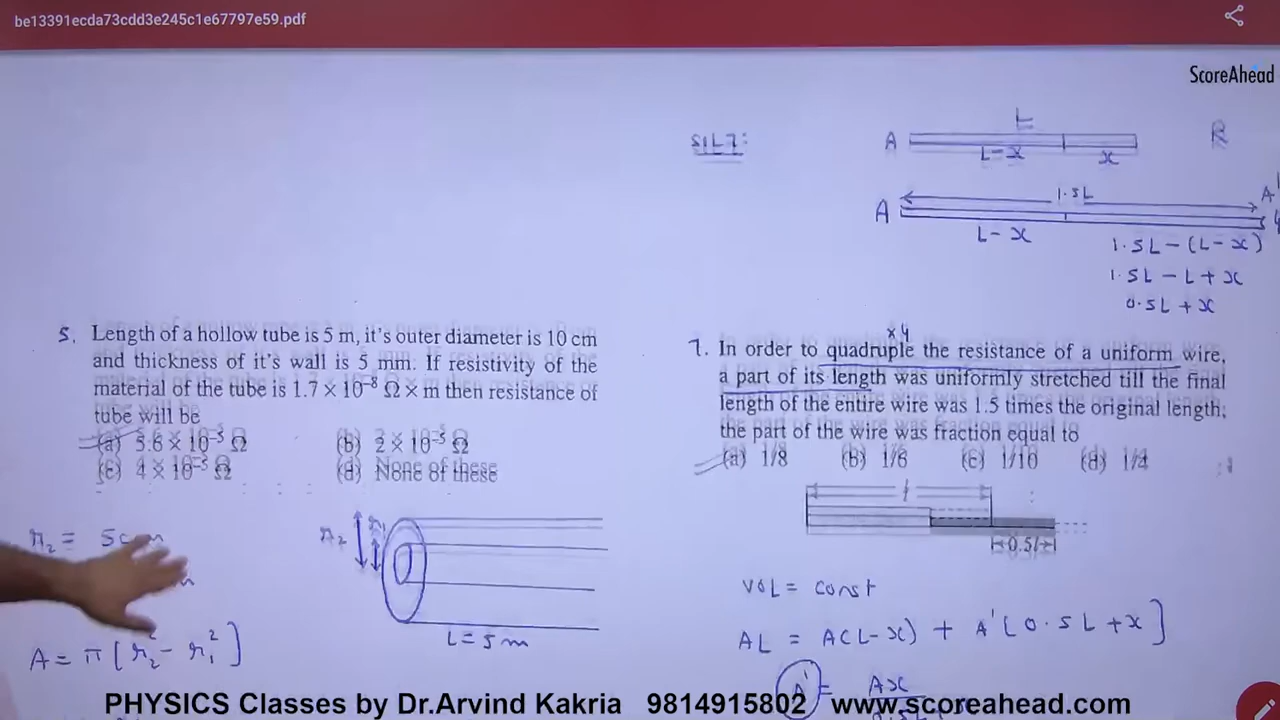 be13391ecda73cdd3e245c1e67797e59.pdf
ScoreAhead
SOL7:
L
A
L-x
x
R
1.5L
A'
A
L-x
1.5L-(L-x)
1.5L-L+x
0.5L+x
5. Length of a hollow tube is 5 m, it's outer diameter is 10 cm
and thickness of it's wall is 5 mm. If resistivity of the
material of the tube is 1.7 × 10⁻⁸ Ω × m then resistance of
tube will be
(a) 5.6 × 10⁻⁵ Ω (b) 2 × 10⁻⁵ Ω
(c) 4 × 10⁻⁵ Ω (d) None of these
r₂ = 5cm
r₂
r₁
L=5m
A = π[r₂² - r₁²]
×4
7. In order to quadruple the resistance of a uniform wire,
a part of its length was uniformly stretched till the final
length of the entire wire was 1.5 times the original length,
the part of the wire was fraction equal to
(a) 1/8 (b) 1/6 (c) 1/10 (d) 1/4
l
0.5l
VOL = const
AL = A(L-x) + A'[0.5L+x]
A' = Ax
PHYSICS Classes by Dr.Arvind Kakria 9814915802 www.scoreahead.com